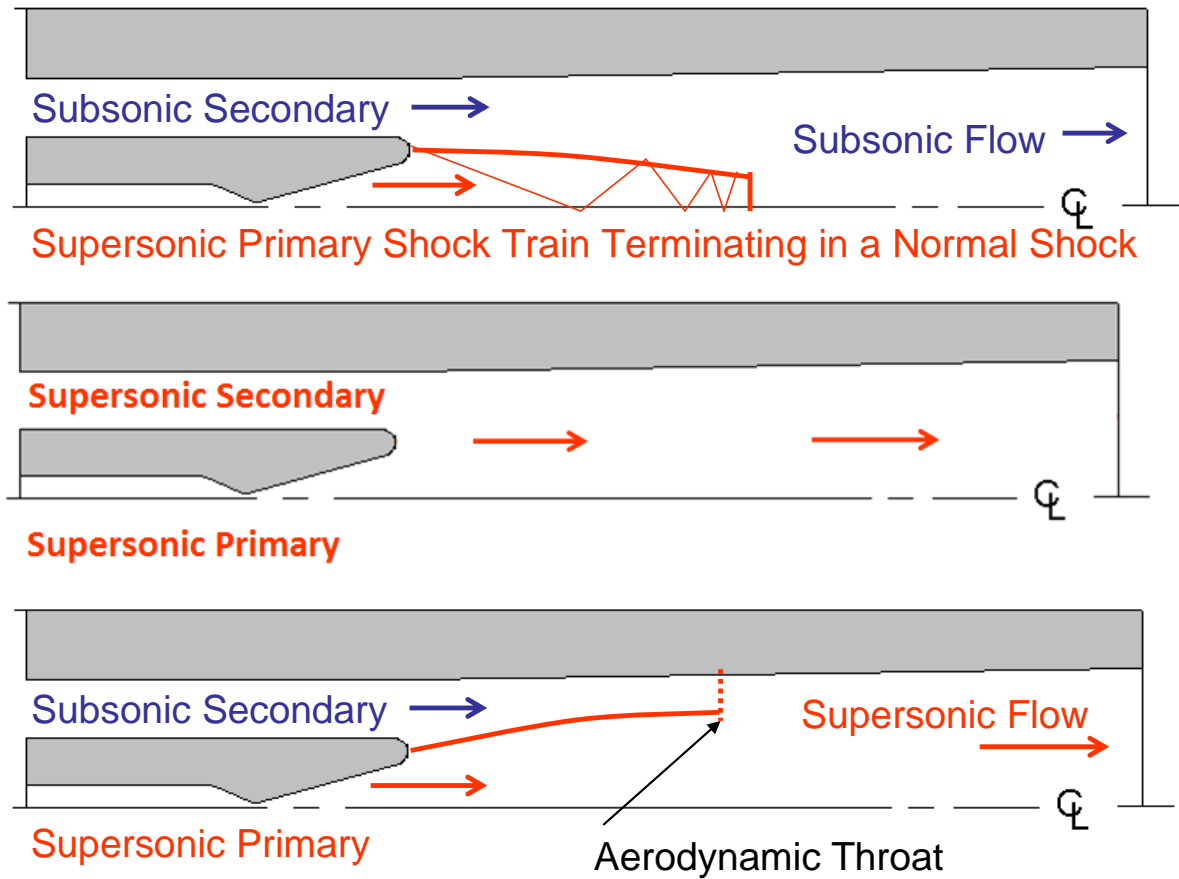 Subsonic Secondary
Subsonic Flow
℄
Supersonic Primary Shock Train Terminating in a Normal Shock
Supersonic Secondary
℄
Supersonic Primary
Subsonic Secondary
Supersonic Flow
℄
Supersonic Primary
Aerodynamic Throat